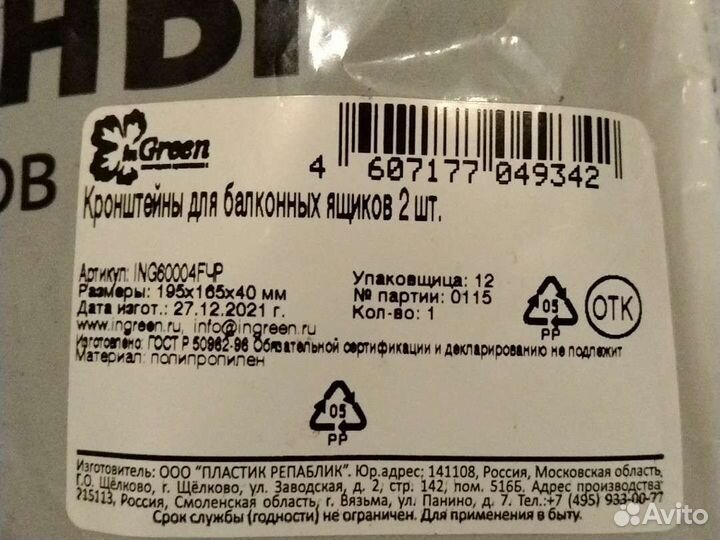 НЫ
ОВ
in Green
4 607177 049342
Кронштейны для балконных ящиков 2 шт.
Артикул: ING60004FЧР
Размеры: 195х165х40 мм
Дата изгот.: 27.12.2021 г.
www.ingreen.ru, info@ingreen.ru
Упаковщица: 12
№ партии: 0115
Кол-во: 1
05
PP
ОТК
Изготовлено: ГОСТ Р 50962-96 Обязательной сертификации и декларированию не подлежит
Материал: полипропилен
05
PP
Изготовитель: ООО "ПЛАСТИК РЕПАБЛИК". Юр.адрес: 141108, Россия, Московская область,
Г.О. Щёлково, г. Щёлково, ул. Заводская, д. 2, стр. 142, пом. 516Б. Адрес производства:
215113, Россия, Смоленская область, г. Вязьма, ул. Панино, д. 7. Тел.: +7 (495) 933-00-77
Срок службы (годности) не ограничен. Для применения в быту.
Avito